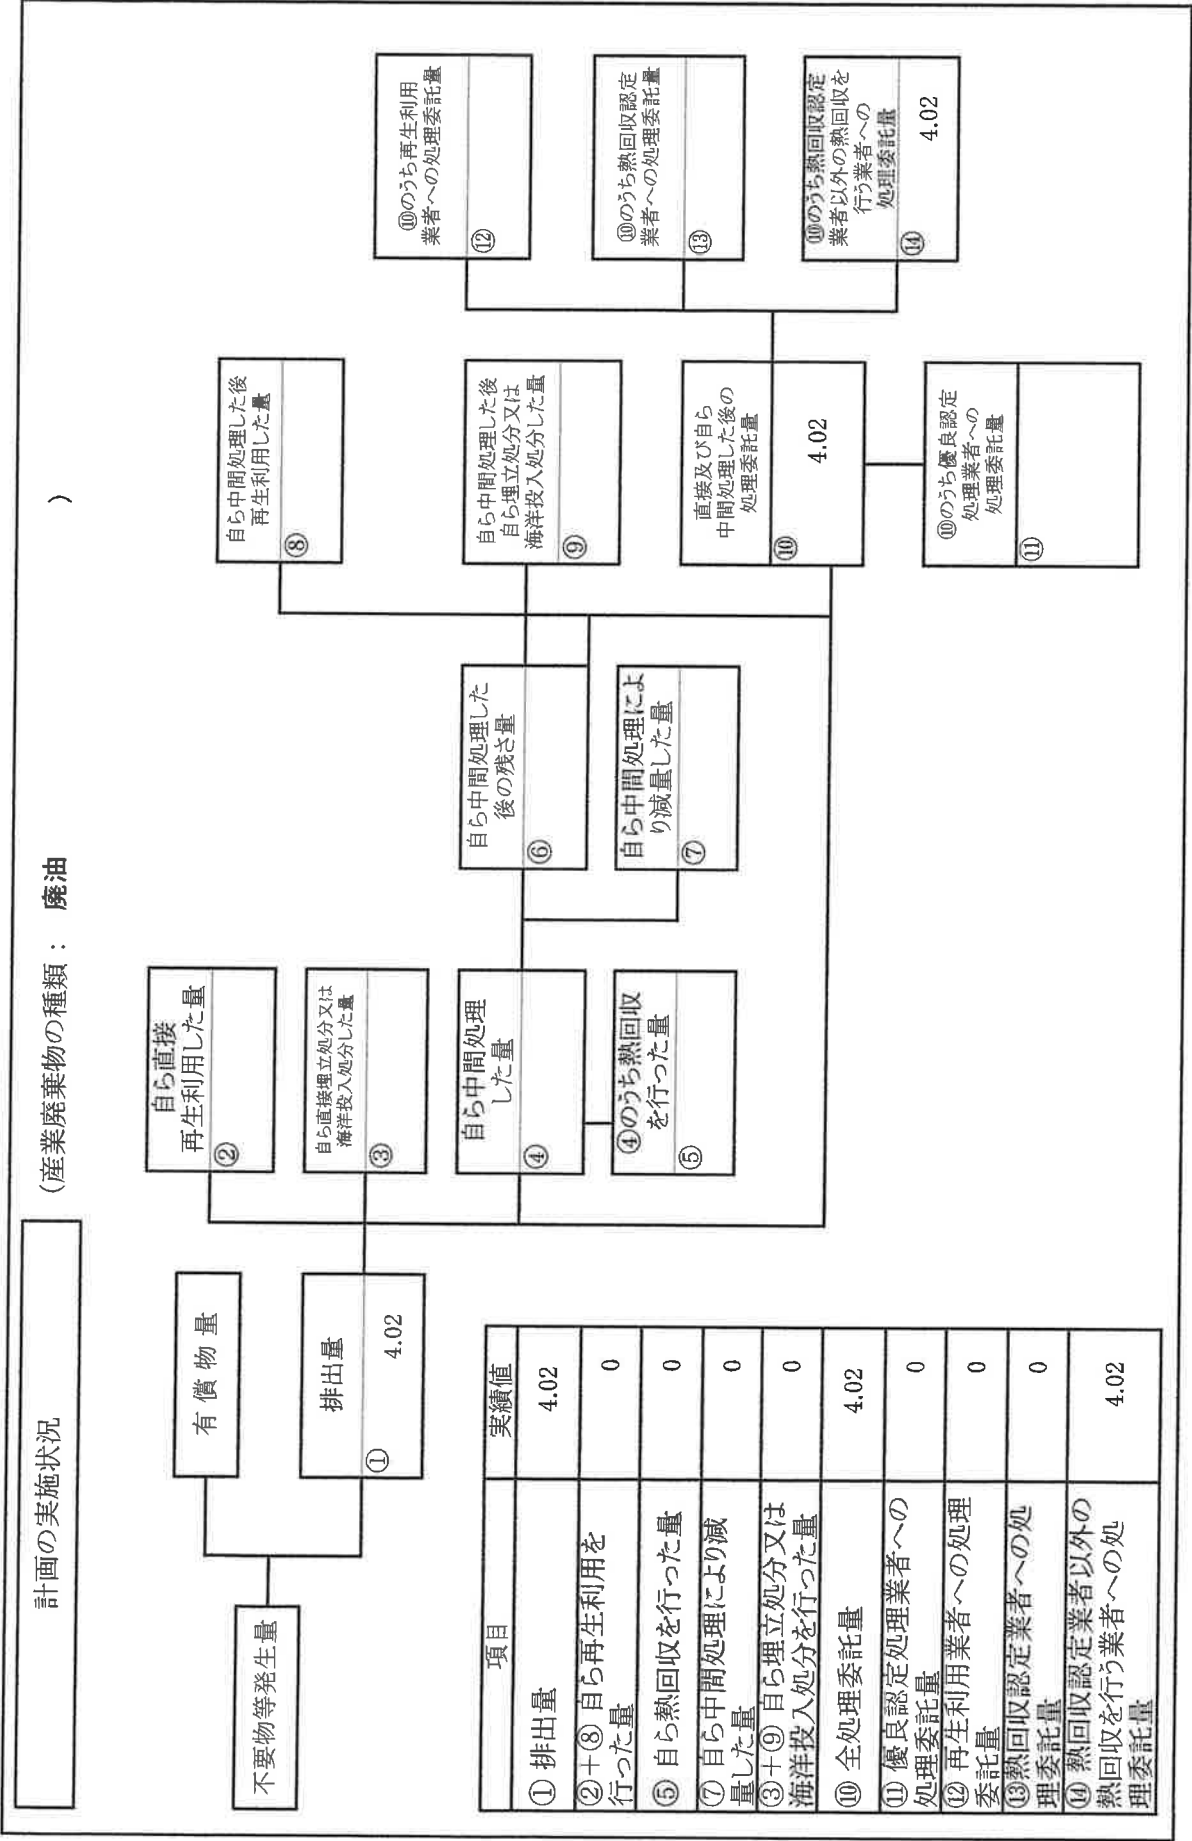 計画の実施状況
(産業廃棄物の種類： 廃油
)
不要物等発生量
有 償 物 量
排出量
①
4.02
自ら直接
再生利用した量
②
自ら直接埋立処分又は
海洋投入処分した量
③
自ら中間処理
した量
④
④のうち熱回収
を行った量
⑤
自ら中間処理した
後の残さ量
⑥
自ら中間処理によ
り減量した量
⑦
自ら中間処理した後
再生利用した量
⑧
自ら中間処理した後
自ら埋立処分又は
海洋投入処分した量
⑨
直接及び自ら
中間処理した後の
処理委託量
⑩
4.02
⑩のうち優良認定
処理業者への
処理委託量
⑪
⑩のうち再生利用
業者への処理委託量
⑫
⑩のうち熱回収認定
業者への処理委託量
⑬
⑩のうち熱回収認定
業者以外の熱回収を
行う業者への
処理委託量
⑭
4.02
項目 実績値
① 排出量 4.02
②＋⑧ 自ら再生利用を
行った量 0
⑤ 自ら熱回収を行った量 0
⑦ 自ら中間処理により減
量した量 0
③＋⑨ 自ら埋立処分又は
海洋投入処分を行った量 0
⑩ 全処理委託量 4.02
⑪ 優良認定処理業者への
処理委託量 0
⑫ 再生利用業者への処理
委託量 0
⑬熱回収認定業者への処
理委託量 0
⑭ 熱回収認定業者以外の
熱回収を行う業者への処
理委託量 4.02